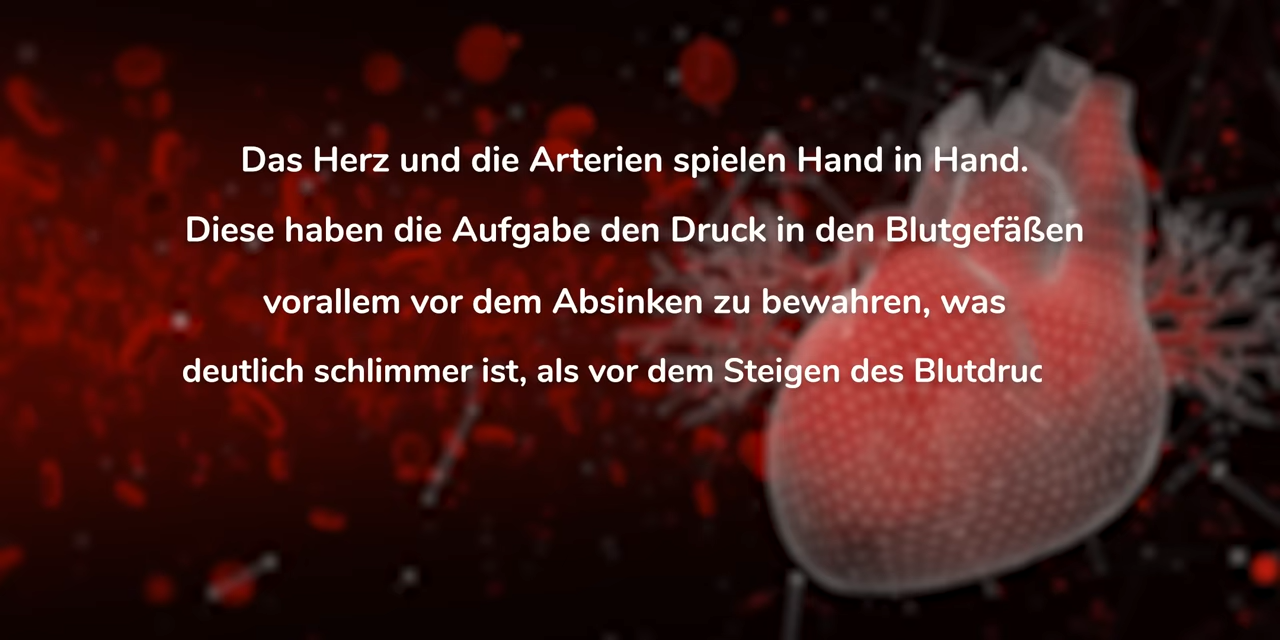 Das Herz und die Arterien spielen Hand in Hand.
Diese haben die Aufgabe den Druck in den Blutgefäßen
vorallem vor dem Absinken zu bewahren, was
deutlich schlimmer ist, als vor dem Steigen des Blutdruc